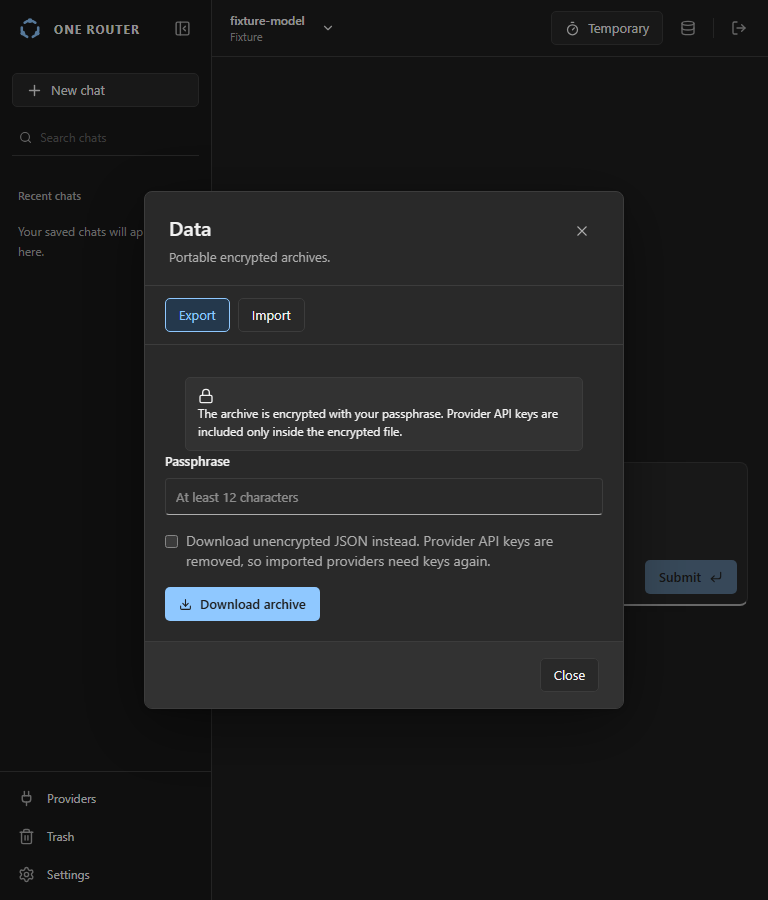 ONE ROUTER
fixture-model
Fixture
Temporary
New chat
Search chats
Recent chats
Your saved chats will ap
here.
Data
Portable encrypted archives.
Export
Import
The archive is encrypted with your passphrase. Provider API keys are
included only inside the encrypted file.
Passphrase
At least 12 characters
Download unencrypted JSON instead. Provider API keys are
removed, so imported providers need keys again.
Download archive
Submit
Close
Providers
Trash
Settings